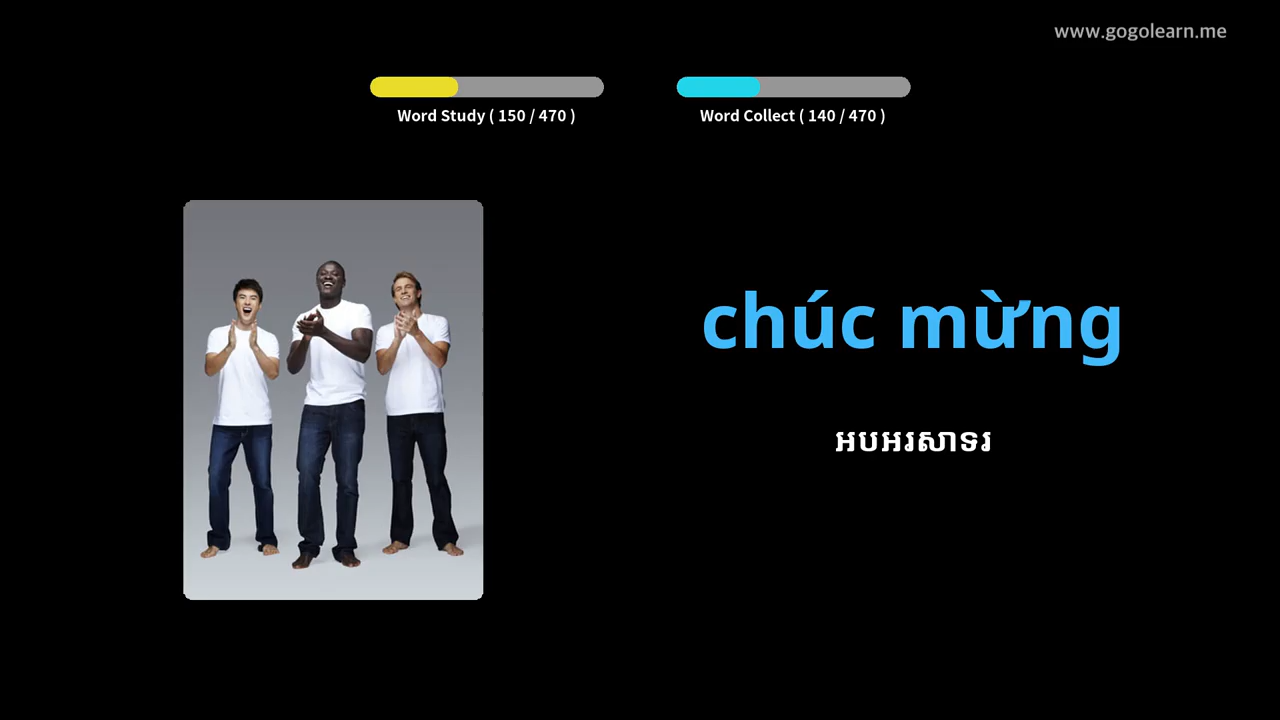 www.gogolearn.me
Word Study ( 150 / 470 )
Word Collect ( 140 / 470 )
chúc mừng
អបអរសាទរ